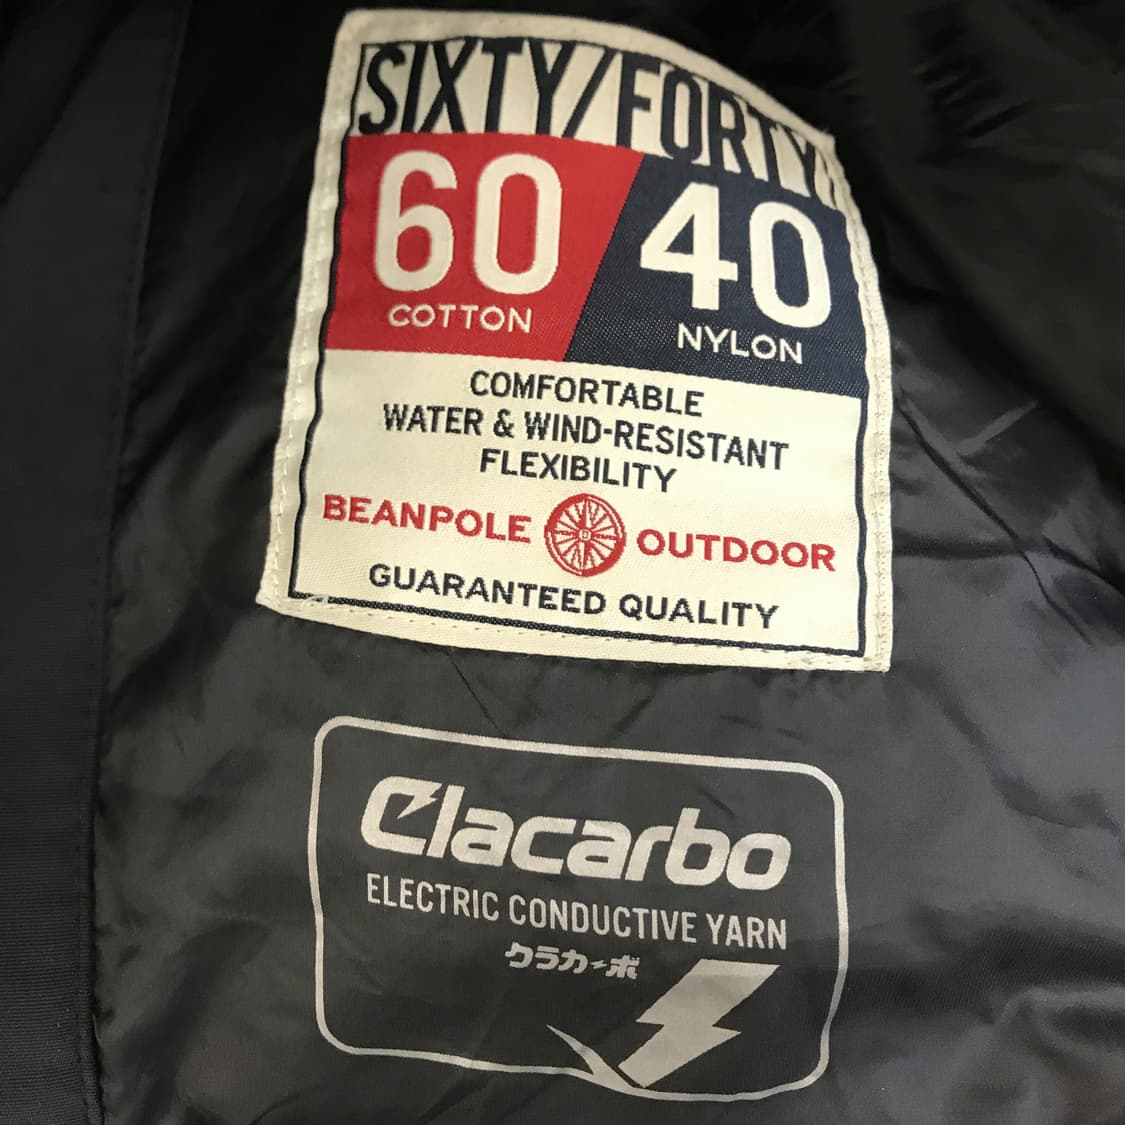 SIXTY/FORTY
60 40
COTTON NYLON
COMFORTABLE
WATER & WIND-RESISTANT
FLEXIBILITY
BEANPOLE OUTDOOR
GUARANTEED QUALITY
Clacarbo
ELECTRIC CONDUCTIVE YARN
クラカーボ